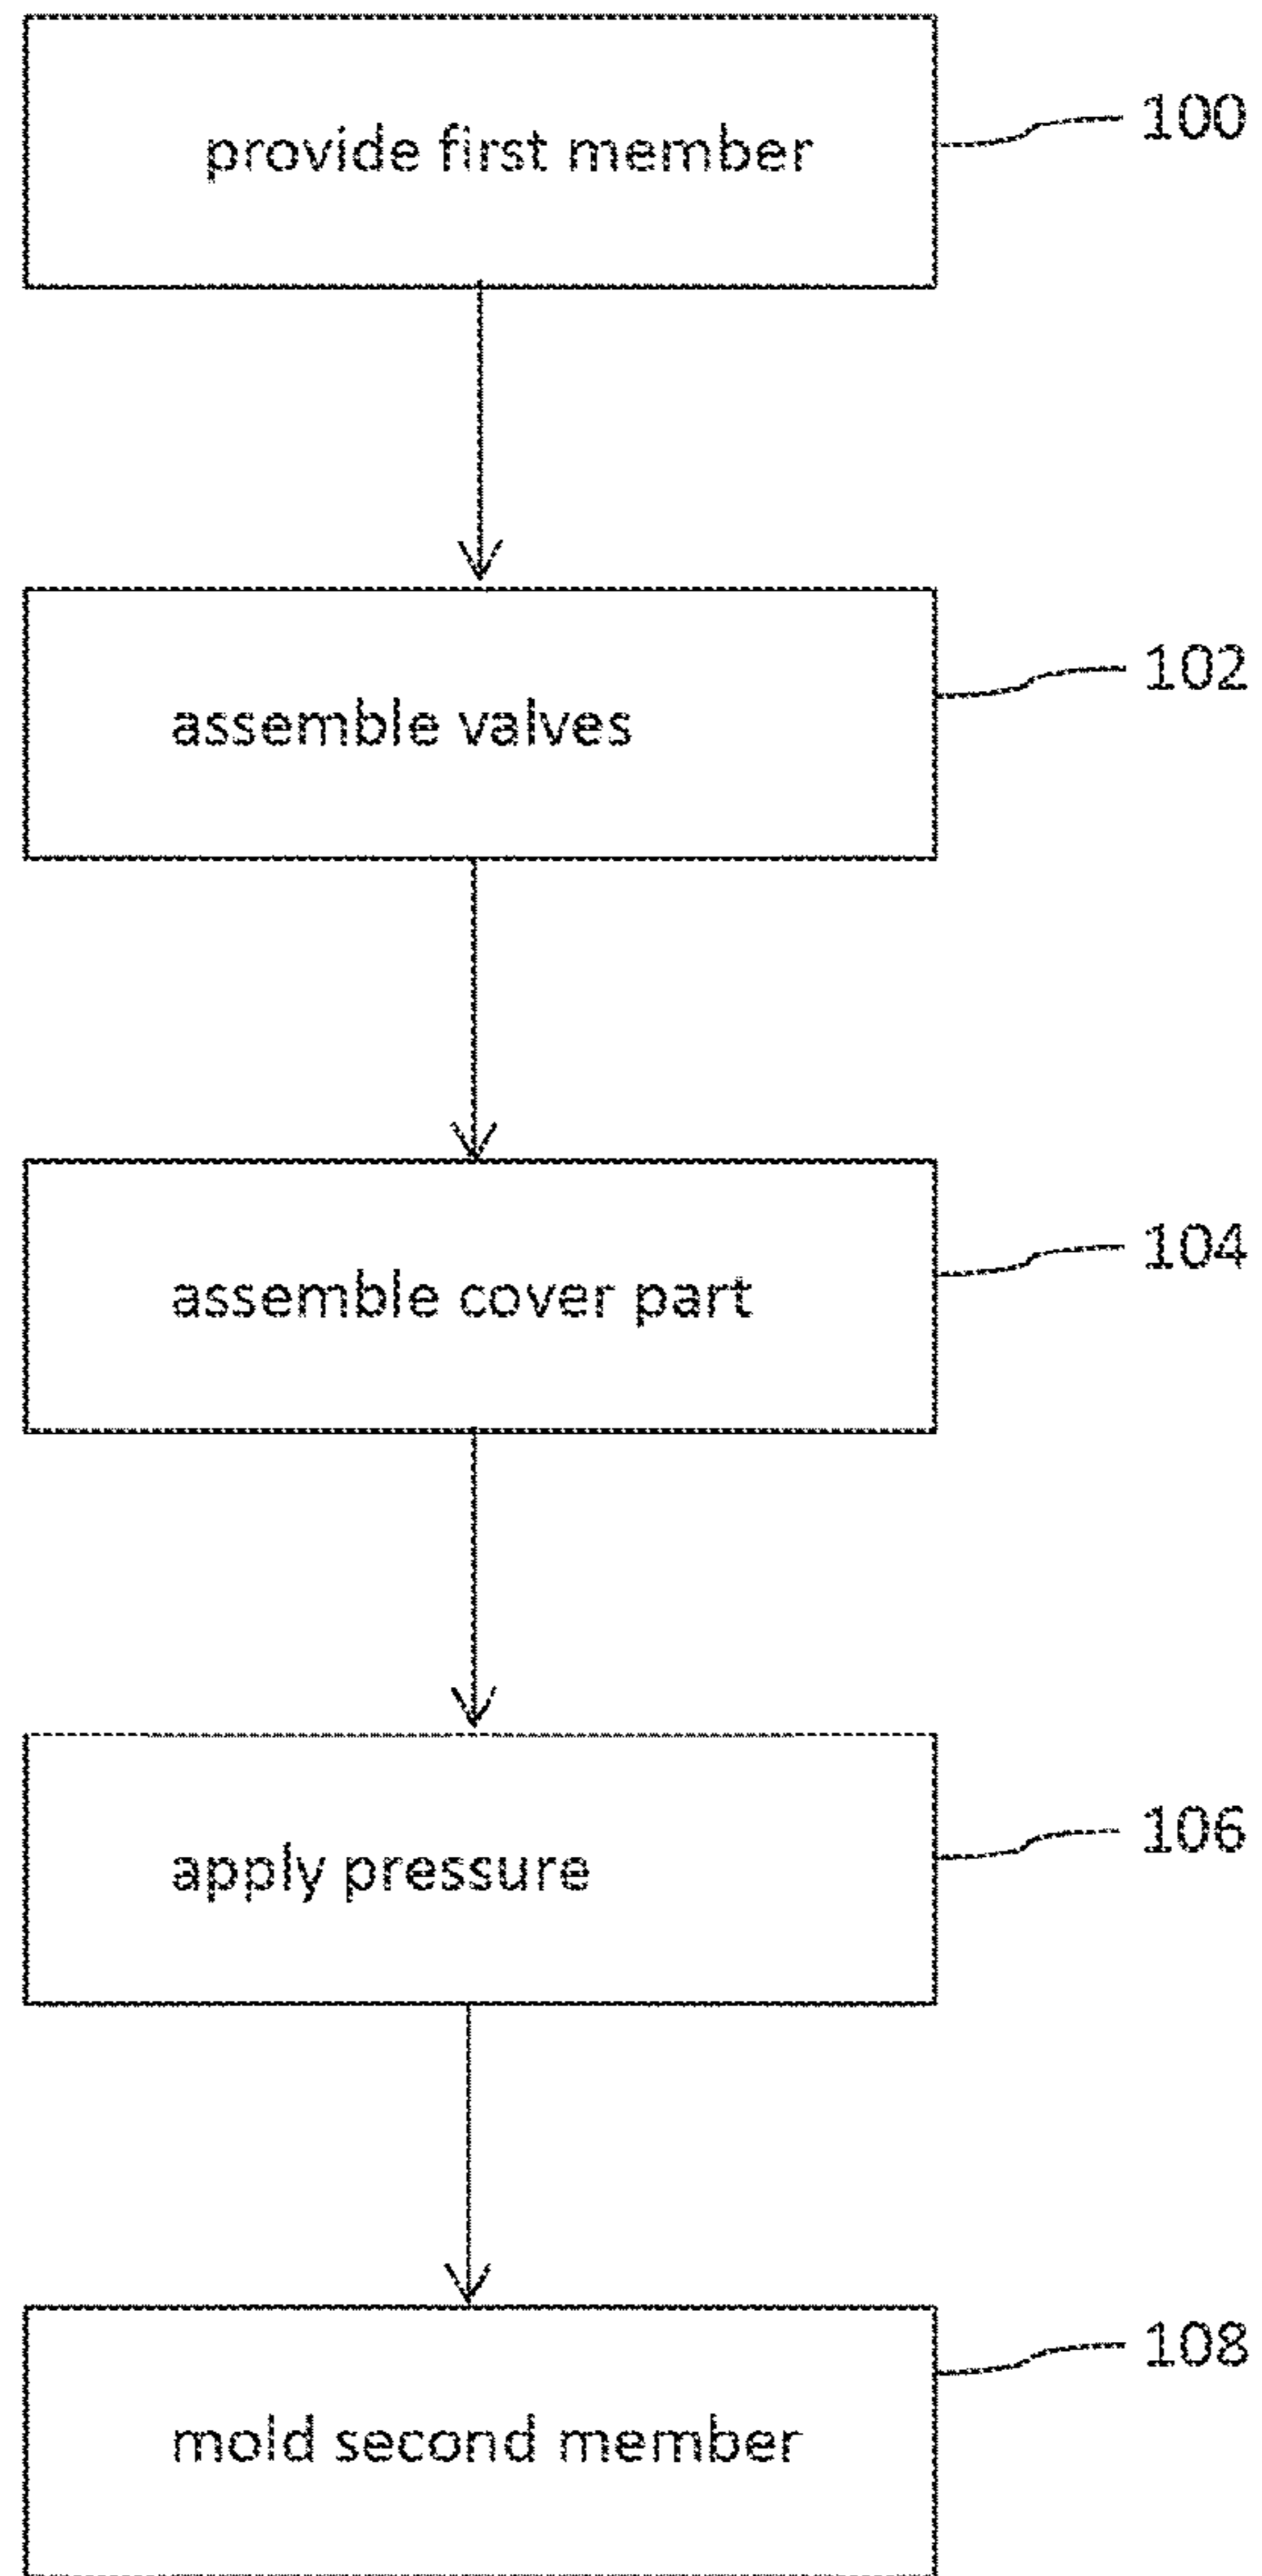 provide first member
100
assemble valves
102
assemble cover part
104
apply pressure
106
mold second member
108